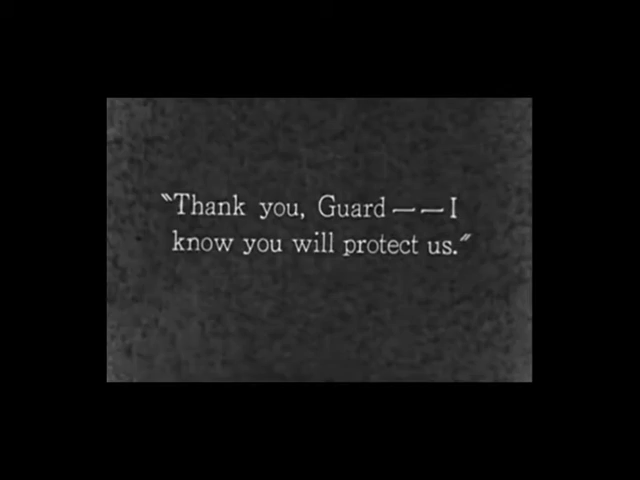 "Thank you, Guard — — I
know you will protect us."